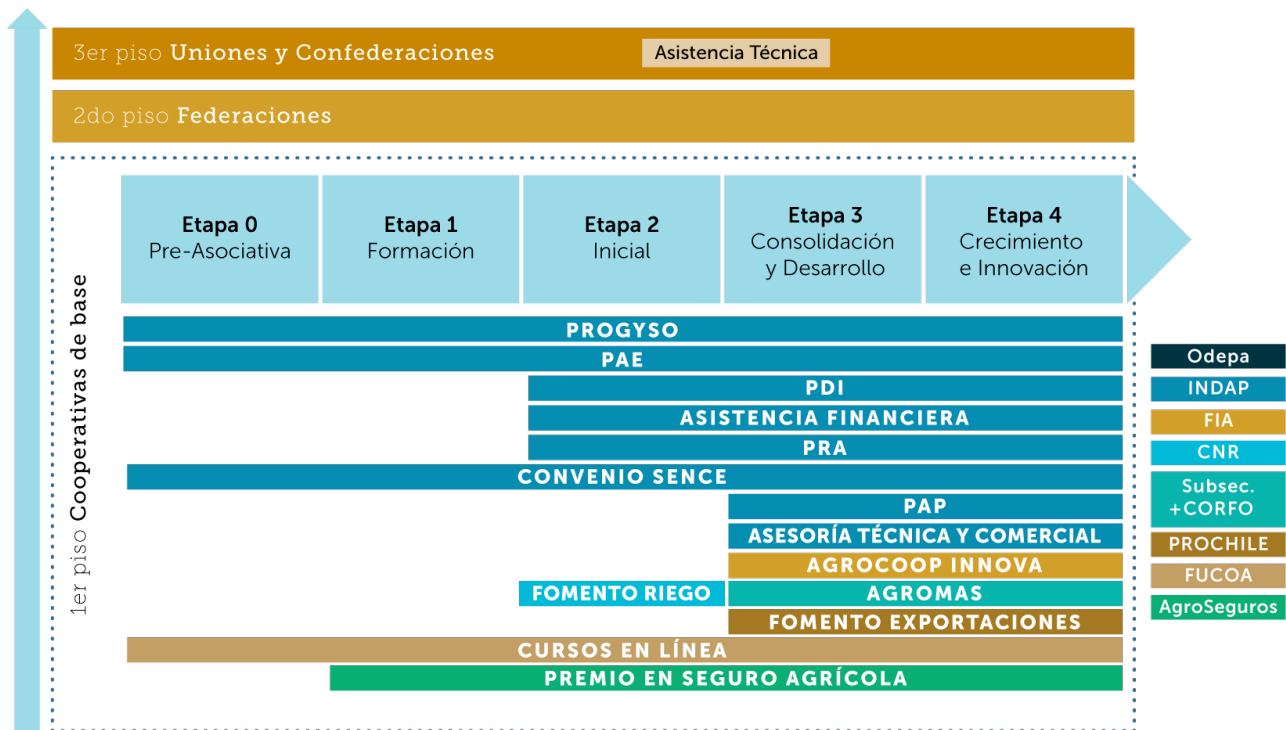 3er piso Uniones y Confederaciones
Asistencia Técnica
2do piso Federaciones
1er piso Cooperativas de base
Etapa 0
Pre-Asociativa
Etapa 1
Formación
Etapa 2
Inicial
Etapa 3
Consolidación
y Desarrollo
Etapa 4
Crecimiento
e Innovación
PROGYSO
PAE
PDI
ASISTENCIA FINANCIERA
PRA
CONVENIO SENCE
PAP
ASESORÍA TÉCNICA Y COMERCIAL
AGROCOOP INNOVA
FOMENTO RIEGO
AGROMAS
FOMENTO EXPORTACIONES
CURSOS EN LÍNEA
PREMIO EN SEGURO AGRÍCOLA
Odepa
INDAP
FIA
CNR
Subsec.
+CORFO
PROCHILE
FUCOA
AgroSeguros